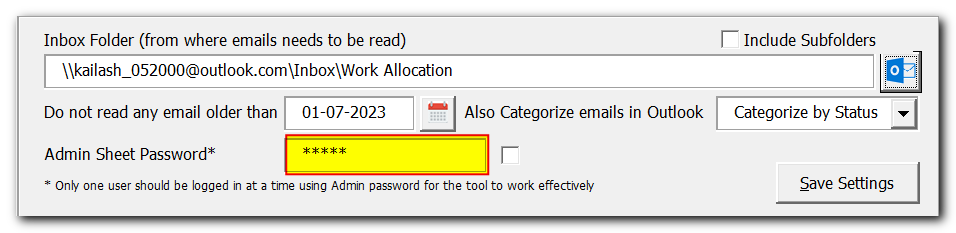 Inbox Folder (from where emails needs to be read)
Include Subfolders
\\kailash_052000@outlook.com\Inbox\Work Allocation
Do not read any email older than
01-07-2023
Also Categorize emails in Outlook
Categorize by Status
Admin Sheet Password*
*****
* Only one user should be logged in at a time using Admin password for the tool to work effectively
Save Settings